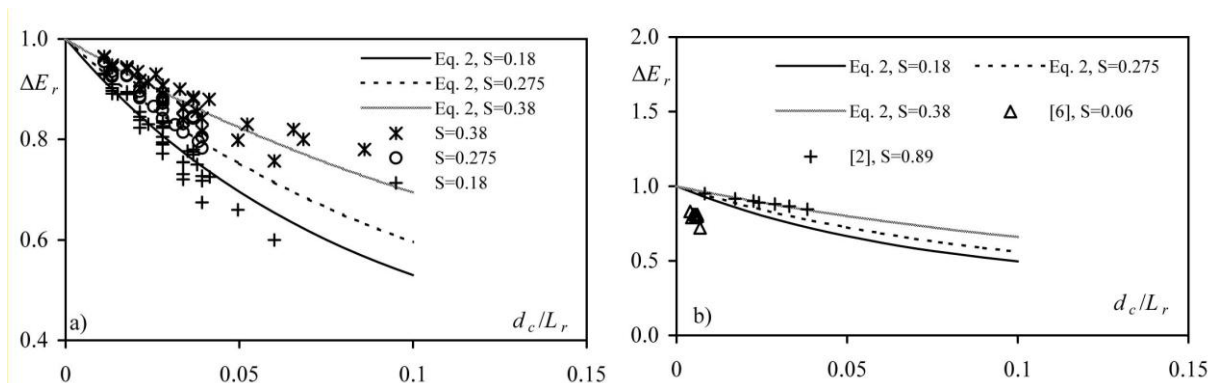 1.0
ΔE_r
0.8
0.6
0.4
a)
0
0.05
0.1
0.15
d_c/L_r
Eq. 2, S=0.18
Eq. 2, S=0.275
Eq. 2, S=0.38
S=0.38
S=0.275
S=0.18
2.0
ΔE_r
1.5
1.0
0.5
0.0
b)
0
0.05
0.1
0.15
d_c/L_r
Eq. 2, S=0.18
Eq. 2, S=0.275
Eq. 2, S=0.38
[6], S=0.06
[2], S=0.89